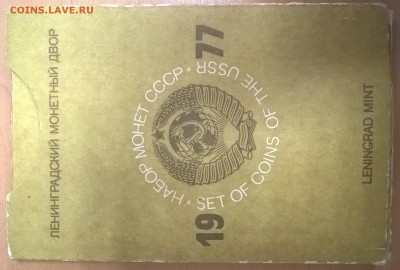 COINS.LAVE.RU
ЛЕНИНГРАДСКИЙ МОНЕТНЫЙ ДВОР
НАБОР МОНЕТ СССР • SET OF COINS OF THE USSR •
19 77
LENINGRAD MINT